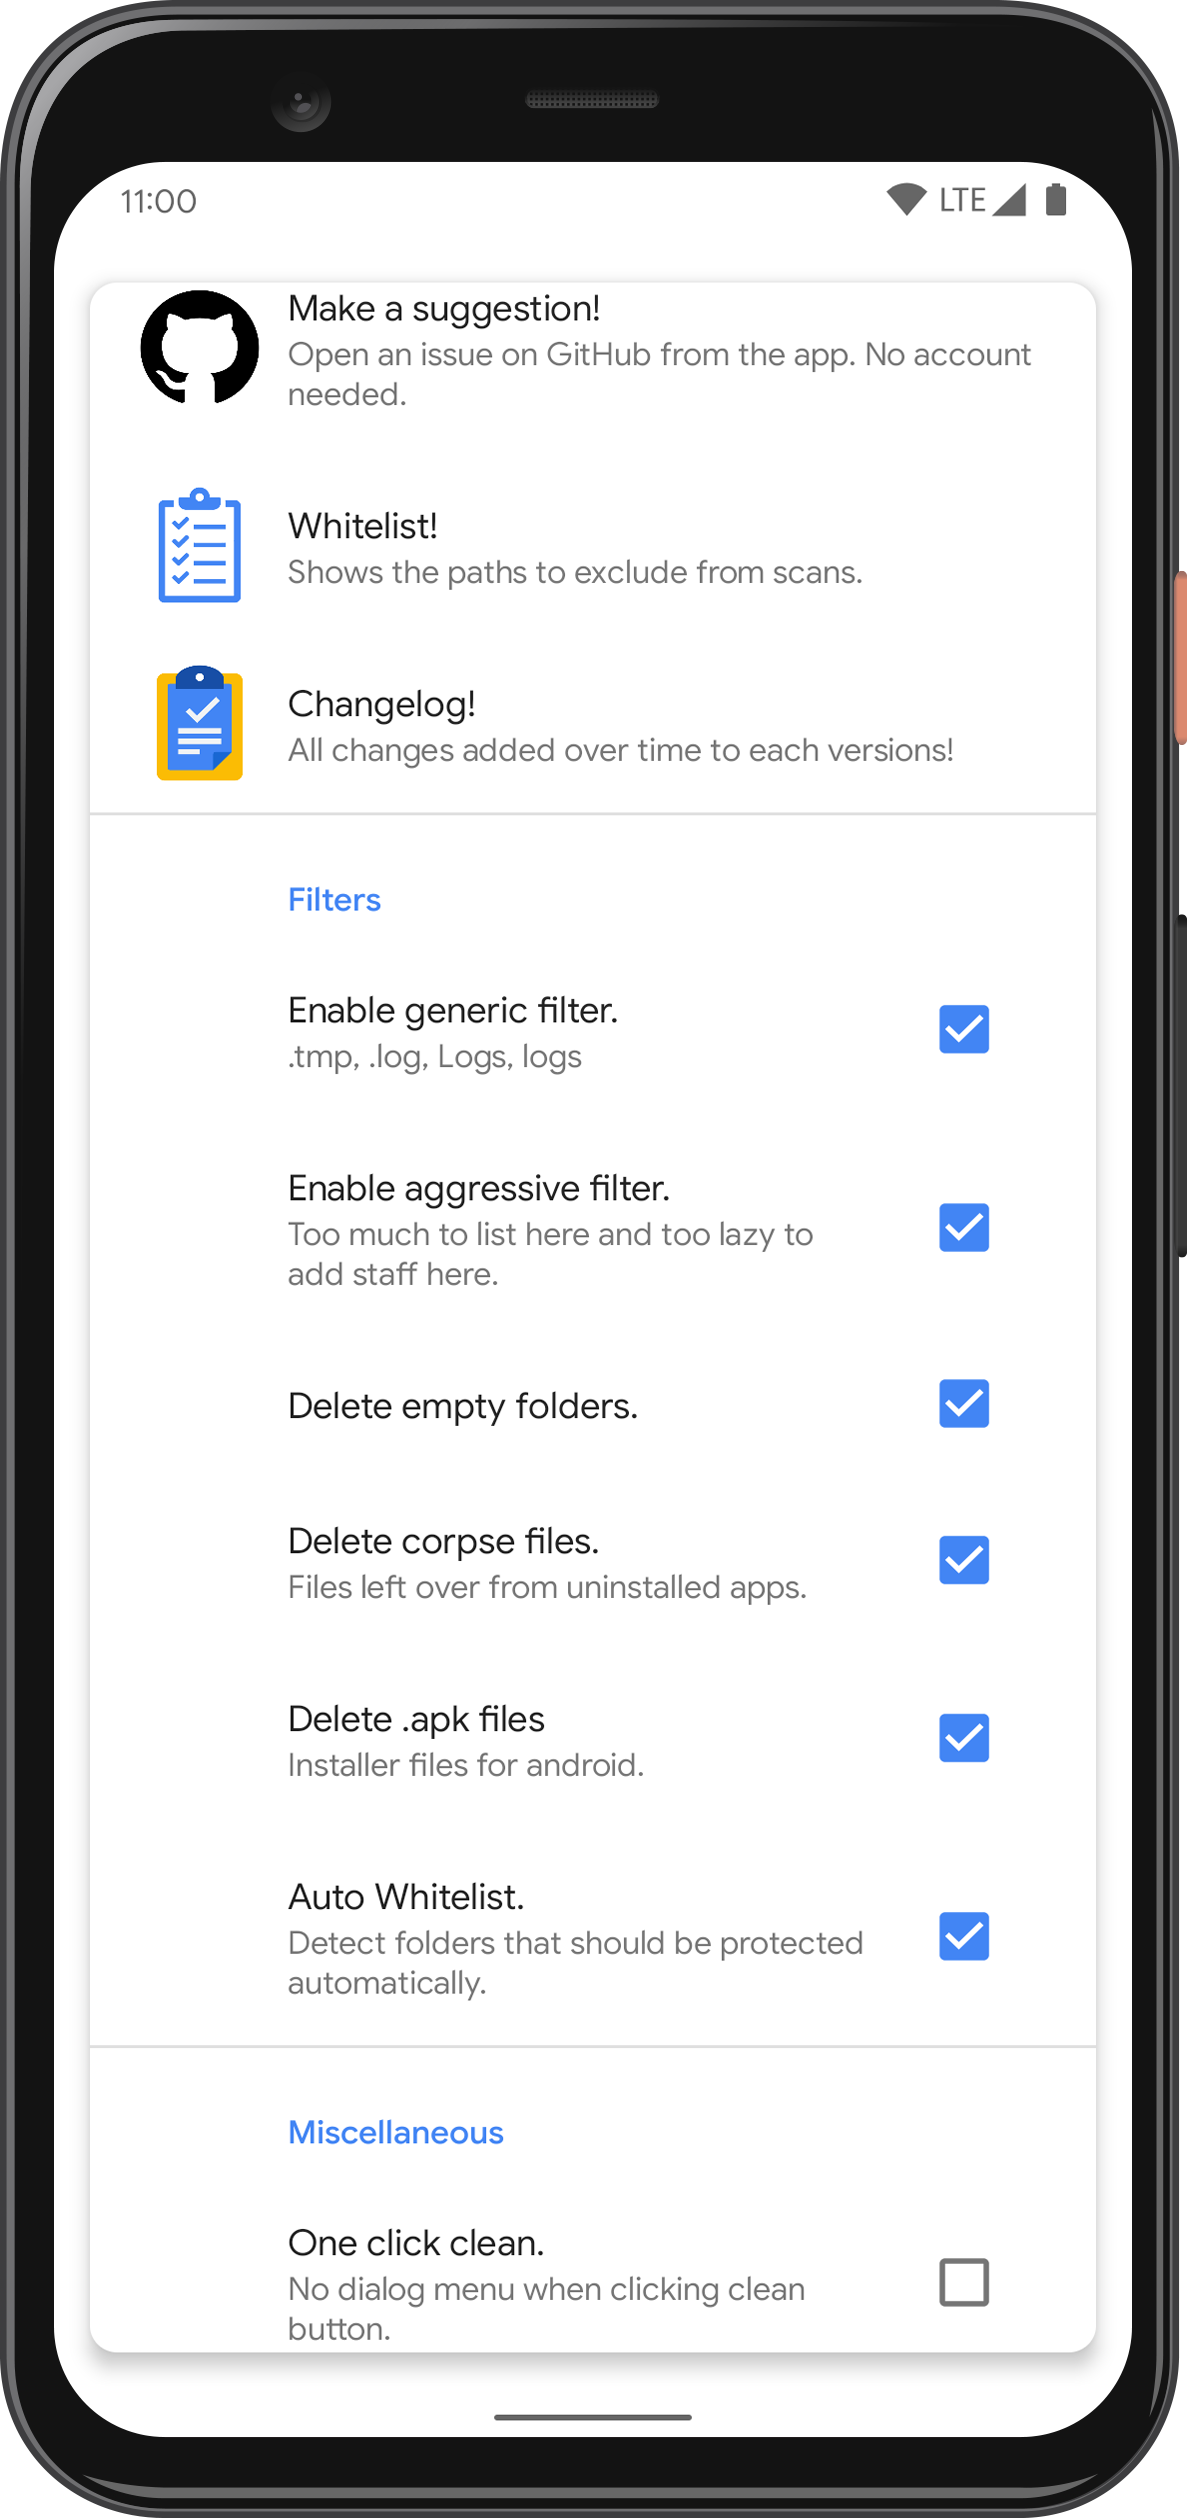 11:00
LTE
Make a suggestion!
Open an issue on GitHub from the app. No account
needed.
Whitelist!
Shows the paths to exclude from scans.
Changelog!
All changes added over time to each versions!
Filters
Enable generic filter.
.tmp, .log, Logs, logs
Enable aggressive filter.
Too much to list here and too lazy to
add staff here.
Delete empty folders.
Delete corpse files.
Files left over from uninstalled apps.
Delete .apk files
Installer files for android.
Auto Whitelist.
Detect folders that should be protected
automatically.
Miscellaneous
One click clean.
No dialog menu when clicking clean
button.